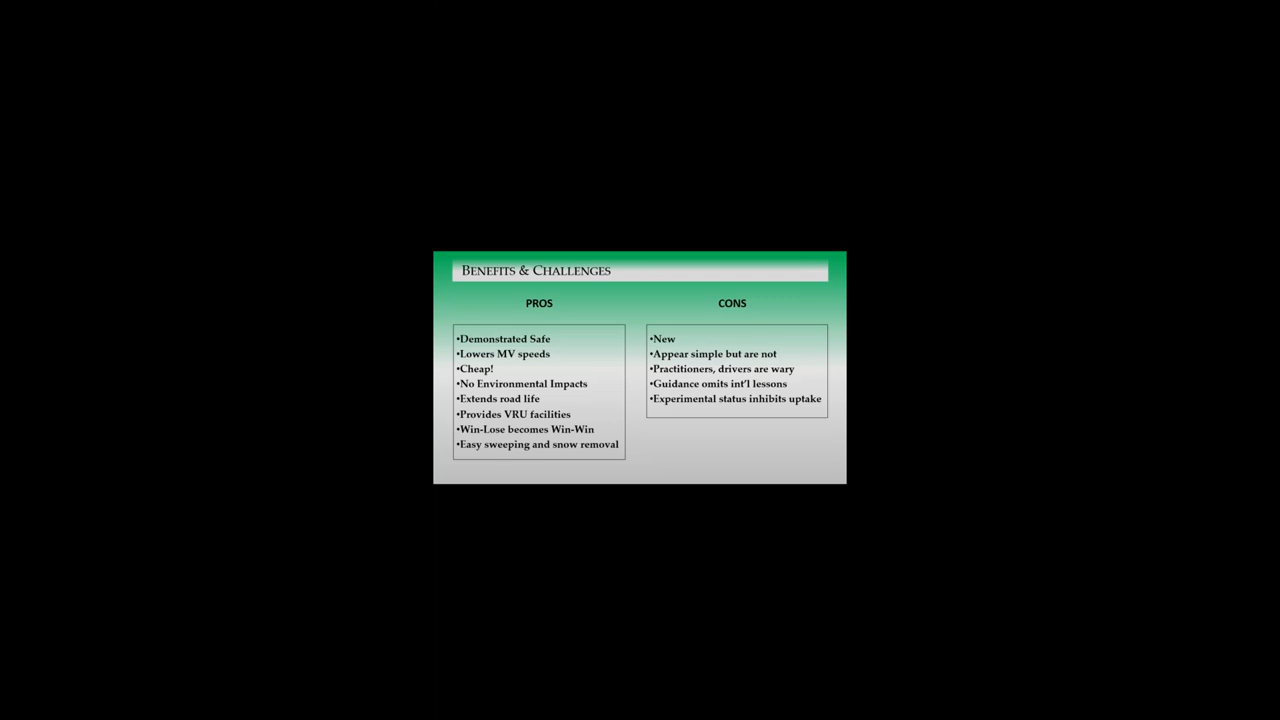 BENEFITS & CHALLENGES
PROS
•Demonstrated Safe
•Lowers MV speeds
•Cheap!
•No Environmental Impacts
•Extends road life
•Provides VRU facilities
•Win-Lose becomes Win-Win
•Easy sweeping and snow removal
CONS
•New
•Appear simple but are not
•Practitioners, drivers are wary
•Guidance omits int'l lessons
•Experimental status inhibits uptake